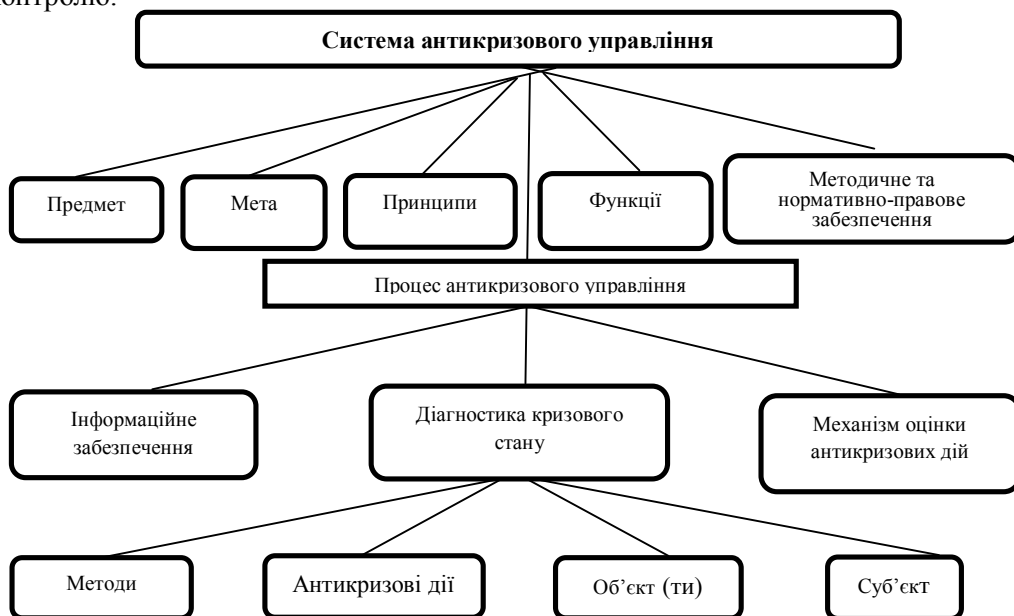 онтролю.
Система антикризового управління
Предмет
Мета
Принципи
Функції
Методичне та
нормативно-правове
забезпечення
Процес антикризового управління
Інформаційне
забезпечення
Діагностика кризового
стану
Механізм оцінки
антикризових дій
Методи
Антикризові дії
Об’єкт (ти)
Суб’єкт